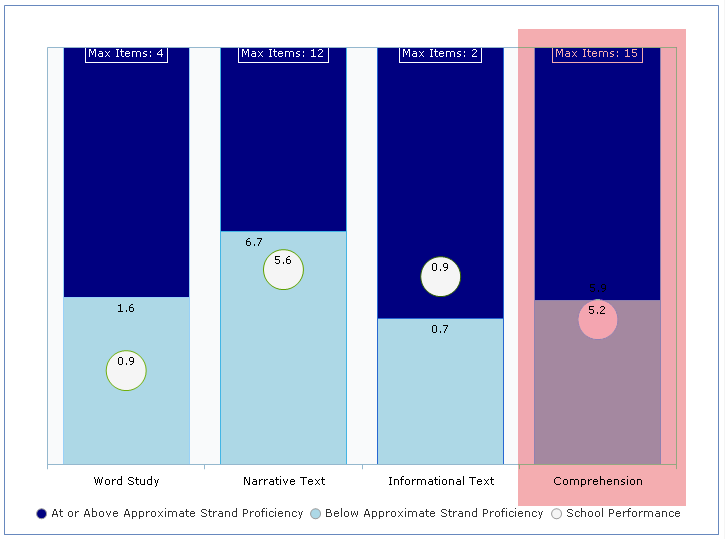 Max Items: 4
Max Items: 12
Max Items: 2
Max Items: 15
6.7
5.6
0.9
5.9
1.6
5.2
0.7
0.9
Word Study
Narrative Text
Informational Text
Comprehension
At or Above Approximate Strand Proficiency
Below Approximate Strand Proficiency
School Performance